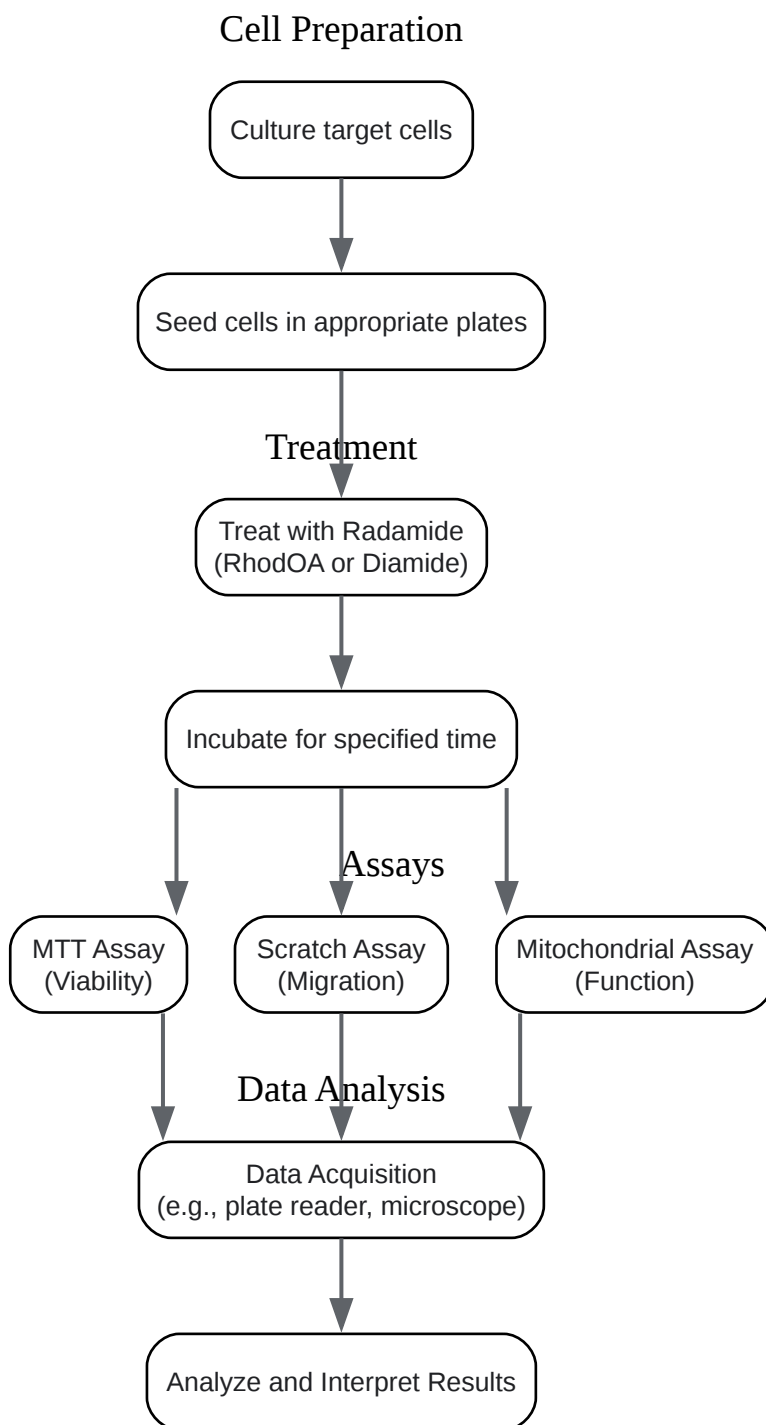 Cell Preparation
Culture target cells
Seed cells in appropriate plates
Treatment
Treat with Radamide
(RhodOA or Diamide)
Incubate for specified time
Assays
MTT Assay
(Viability)
Scratch Assay
(Migration)
Mitochondrial Assay
(Function)
Data Analysis
Data Acquisition
(e.g., plate reader, microscope)
Analyze and Interpret Results